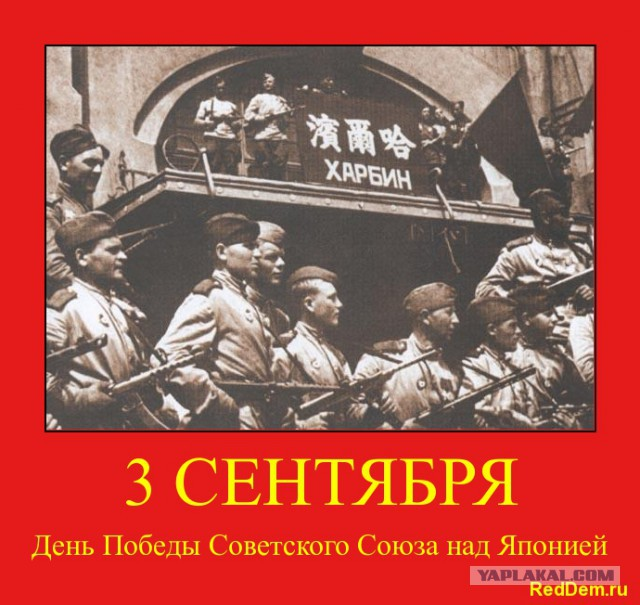 濱爾哈
ХАРБИН
3 СЕНТЯБРЯ
День Победы Советского Союза над Японией
YAPLAKAL.COM
RedDem.ru